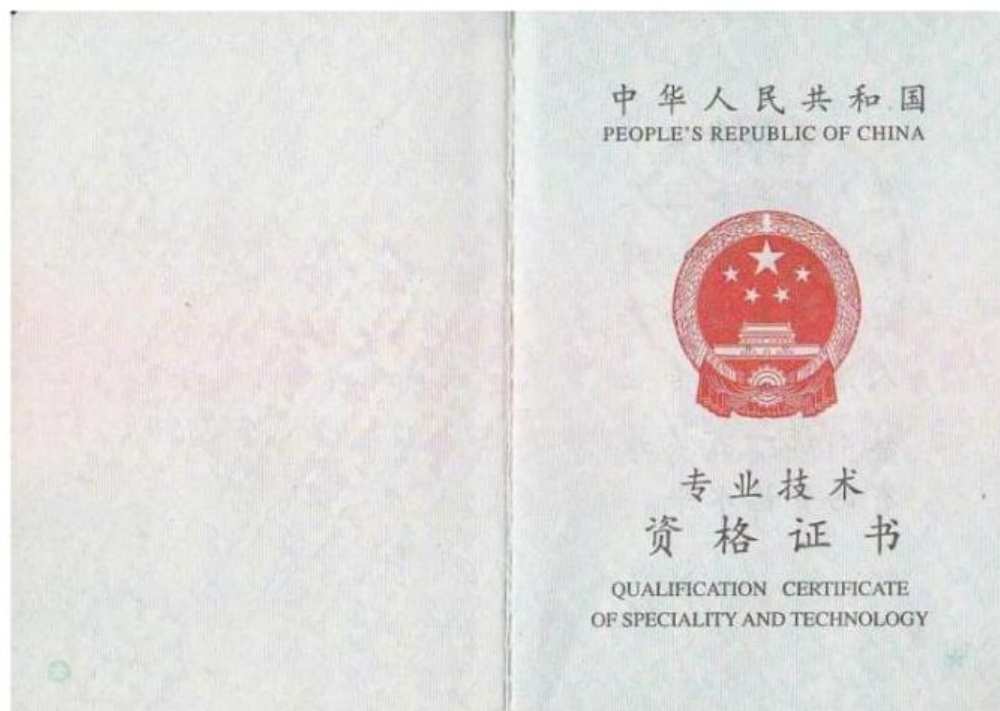 中华人民共和国
PEOPLE'S REPUBLIC OF CHINA
专业技术
资格证书
QUALIFICATION CERTIFICATE
OF SPECIALITY AND TECHNOLOGY